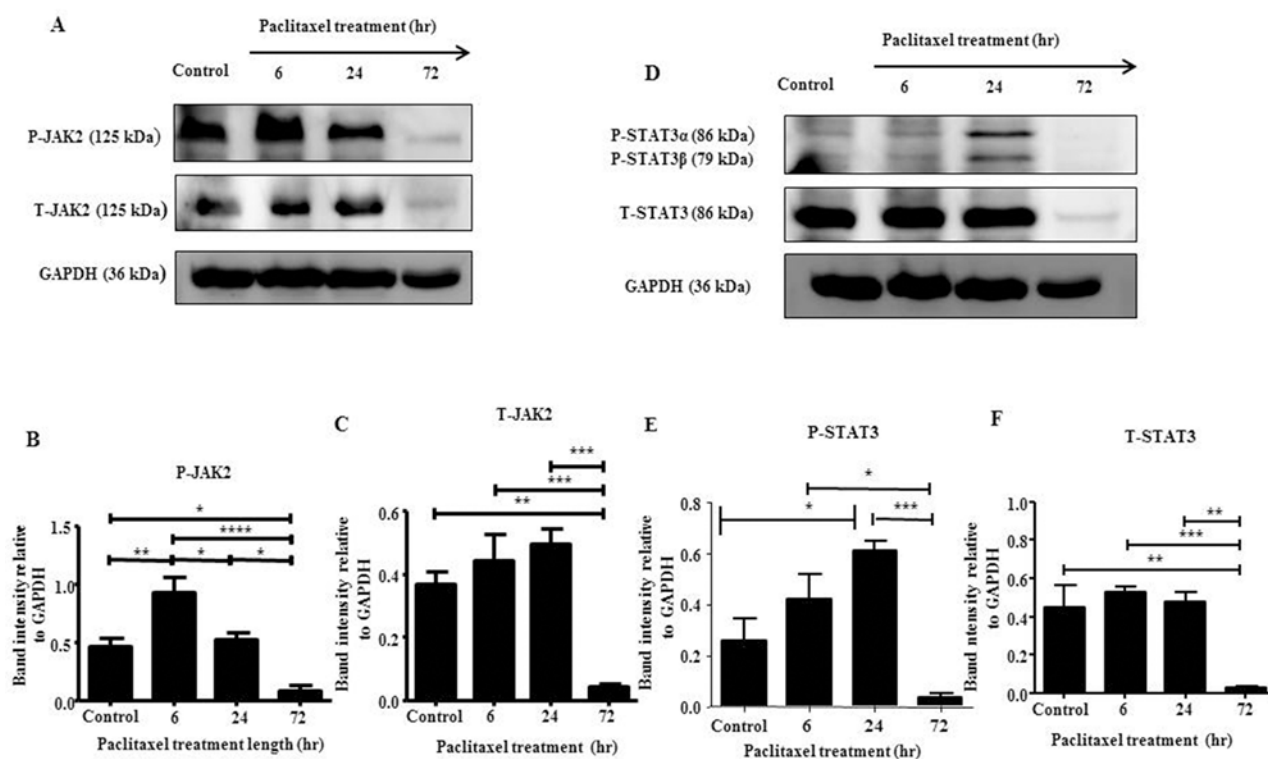 A
Paclitaxel treatment (hr)
Control 6 24 72
P-JAK2 (125 kDa)
T-JAK2 (125 kDa)
GAPDH (36 kDa)
D
Paclitaxel treatment (hr)
Control 6 24 72
P-STAT3α (86 kDa)
P-STAT3β (79 kDa)
T-STAT3 (86 kDa)
GAPDH (36 kDa)
B
P-JAK2
*
****
** * *
Band intensity relative
to GAPDH
1.5
1.0
0.5
0.0
Control 6 24 72
Paclitaxel treatment length (hr)
C
T-JAK2
***
***
**
Band intensity relative
to GAPDH
0.6
0.4
0.2
0.0
Control 6 24 72
Paclitaxel treatment (hr)
E
P-STAT3
*
* ***
Band intensity relative
to GAPDH
0.8
0.6
0.4
0.2
0.0
Control 6 24 72
Paclitaxel treatment (hr)
F
T-STAT3
**
***
**
Band ntensity relative
to GAPDH
1.0
0.8
0.6
0.4
0.2
0.0
Control 6 24 72
Paclitaxel treatment (hr)